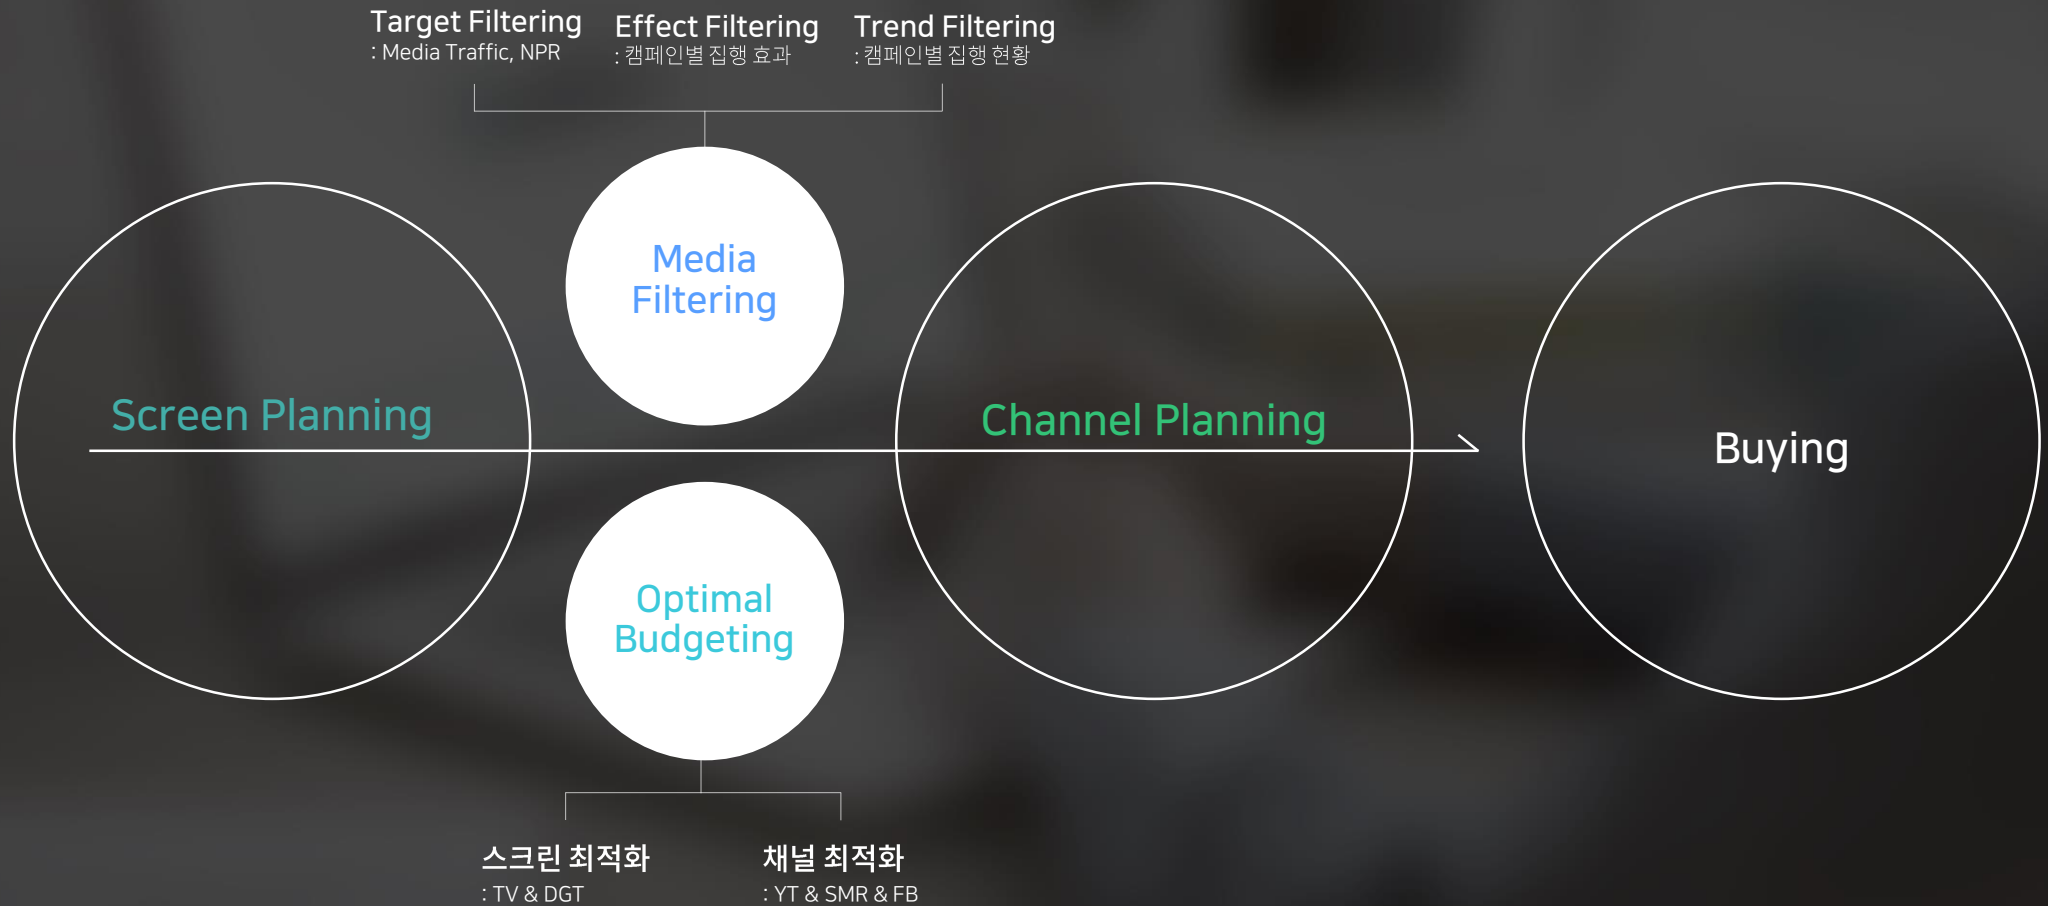 Target Filtering
: Media Traffic, NPR
Effect Filtering
: 캠페인별 집행 효과
Trend Filtering
: 캠페인별 집행 현황
Media
Filtering
Screen Planning
Channel Planning
Buying
Optimal
Budgeting
스크린 최적화
: TV & DGT
채널 최적화
: YT & SMR & FB